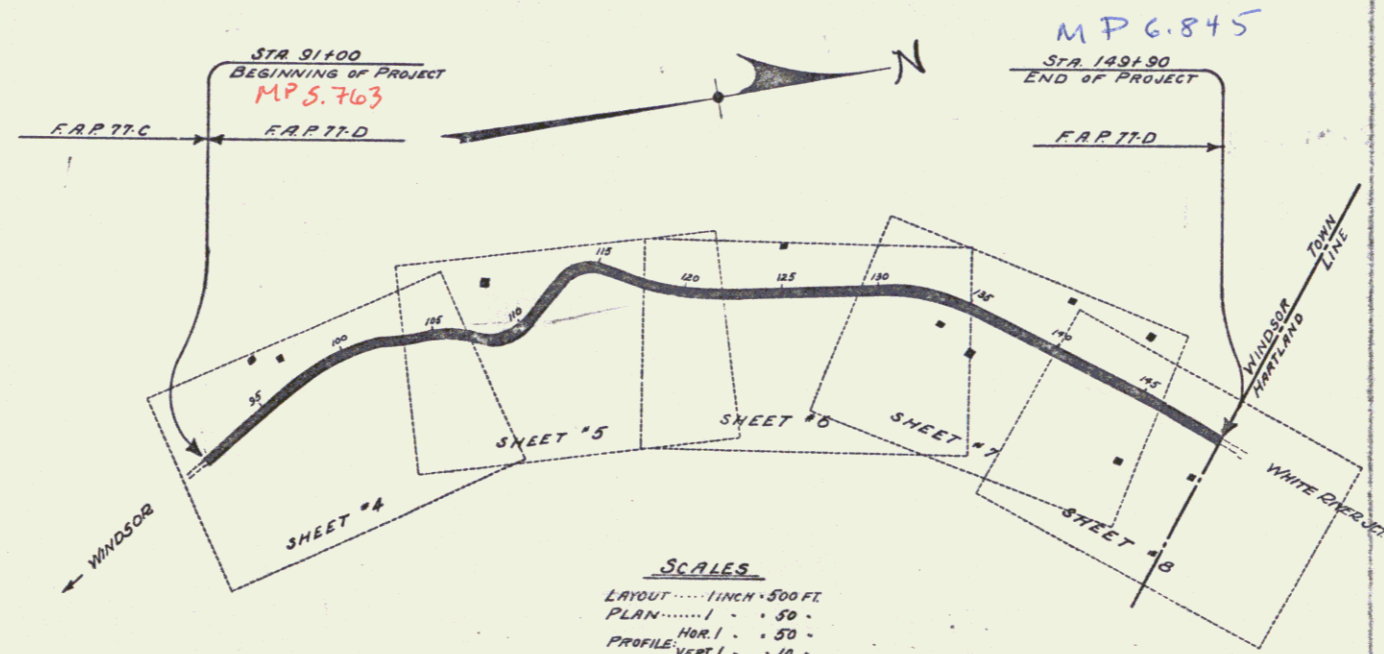 MP 6.845
STA. 91+00
BEGINNING OF PROJECT
MP 5.763
STA. 149+90
END OF PROJECT
N
F.A.P. 77-C
F.A.P. 77-D
F.A.P. 77-D
TOWN
LINE
WINDSOR
HARTLAND
95
100
105
110
115
120
125
130
135
140
145
SHEET #4
SHEET #5
SHEET #6
SHEET #7
SHEET #8
WINDSOR
WHITE RIVER JCT.
SCALES
LAYOUT ..... 1 INCH = 500 FT.
PLAN ....... 1 " = 50 "
PROFILE: HOR. 1 " = 50 "
VERT. 1 " = 10 "